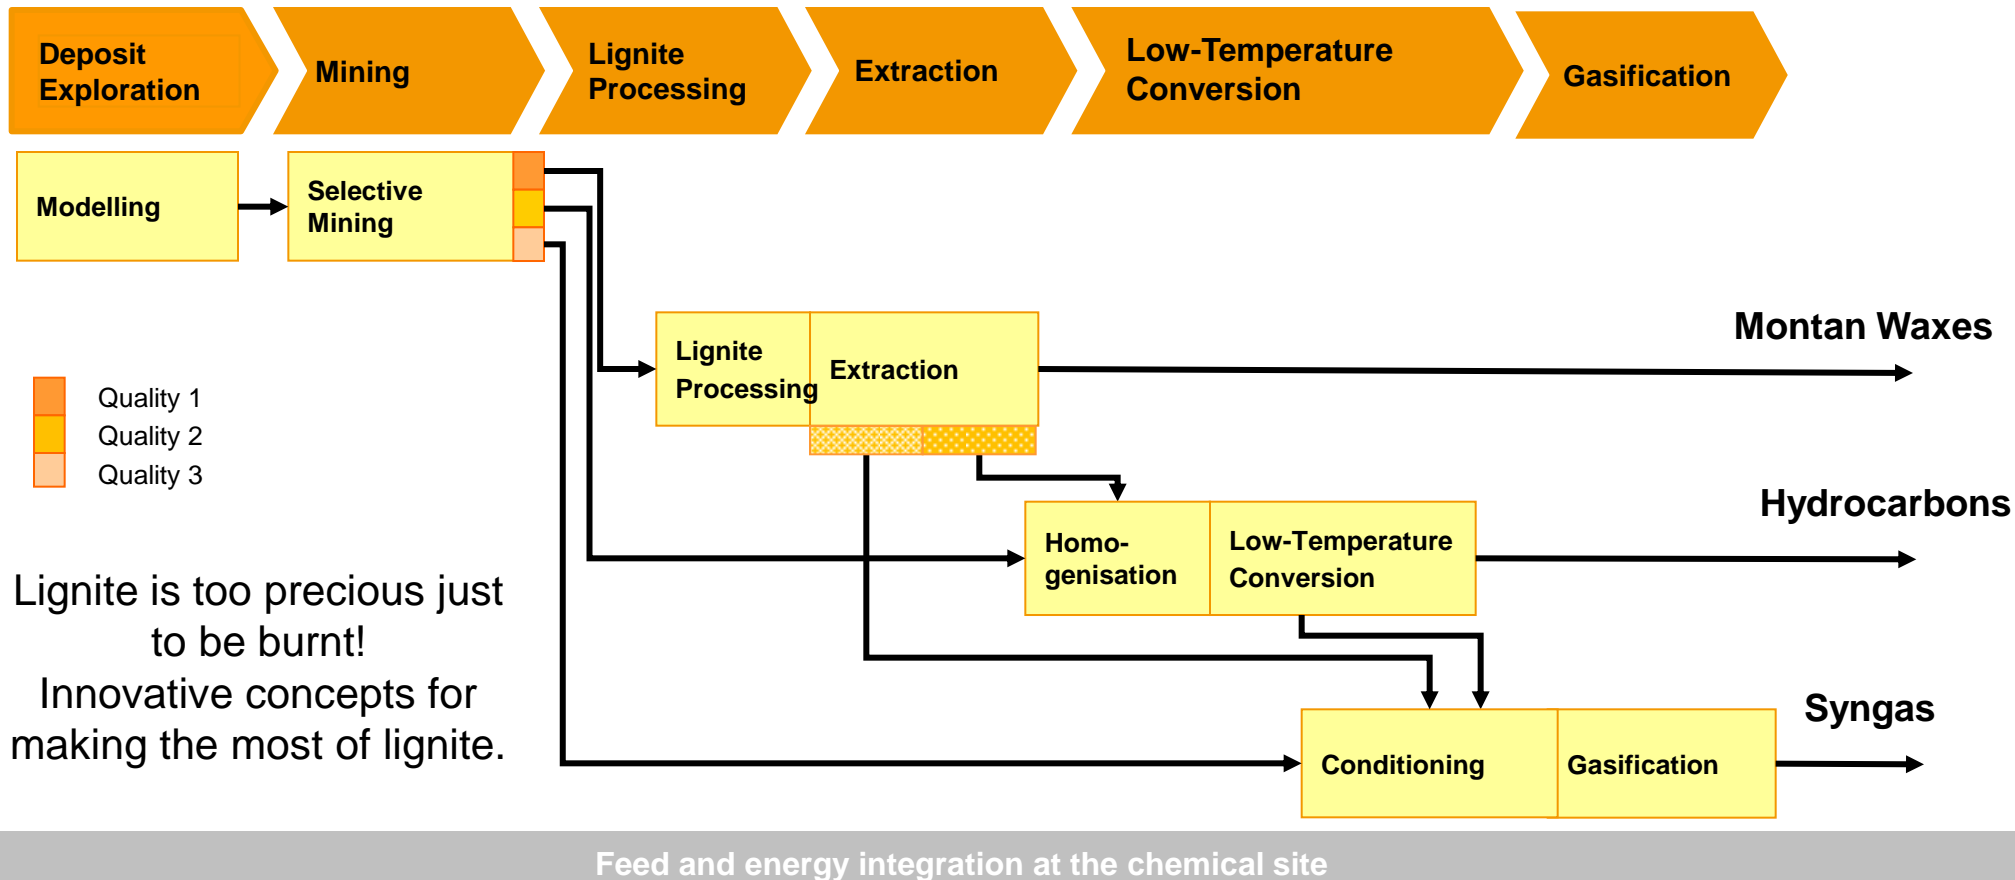 Deposit
Exploration
Mining
Lignite
Processing
Extraction
Low-Temperature
Conversion
Gasification
Modelling
Selective
Mining
Montan Waxes
Lignite
Processing
Extraction
Quality 1
Quality 2
Quality 3
Hydrocarbons
Homo-
genisation
Low-Temperature
Conversion
Lignite is too precious just
to be burnt!
Innovative concepts for
making the most of lignite.
Syngas
Conditioning
Gasification
Feed and energy integration at the chemical site